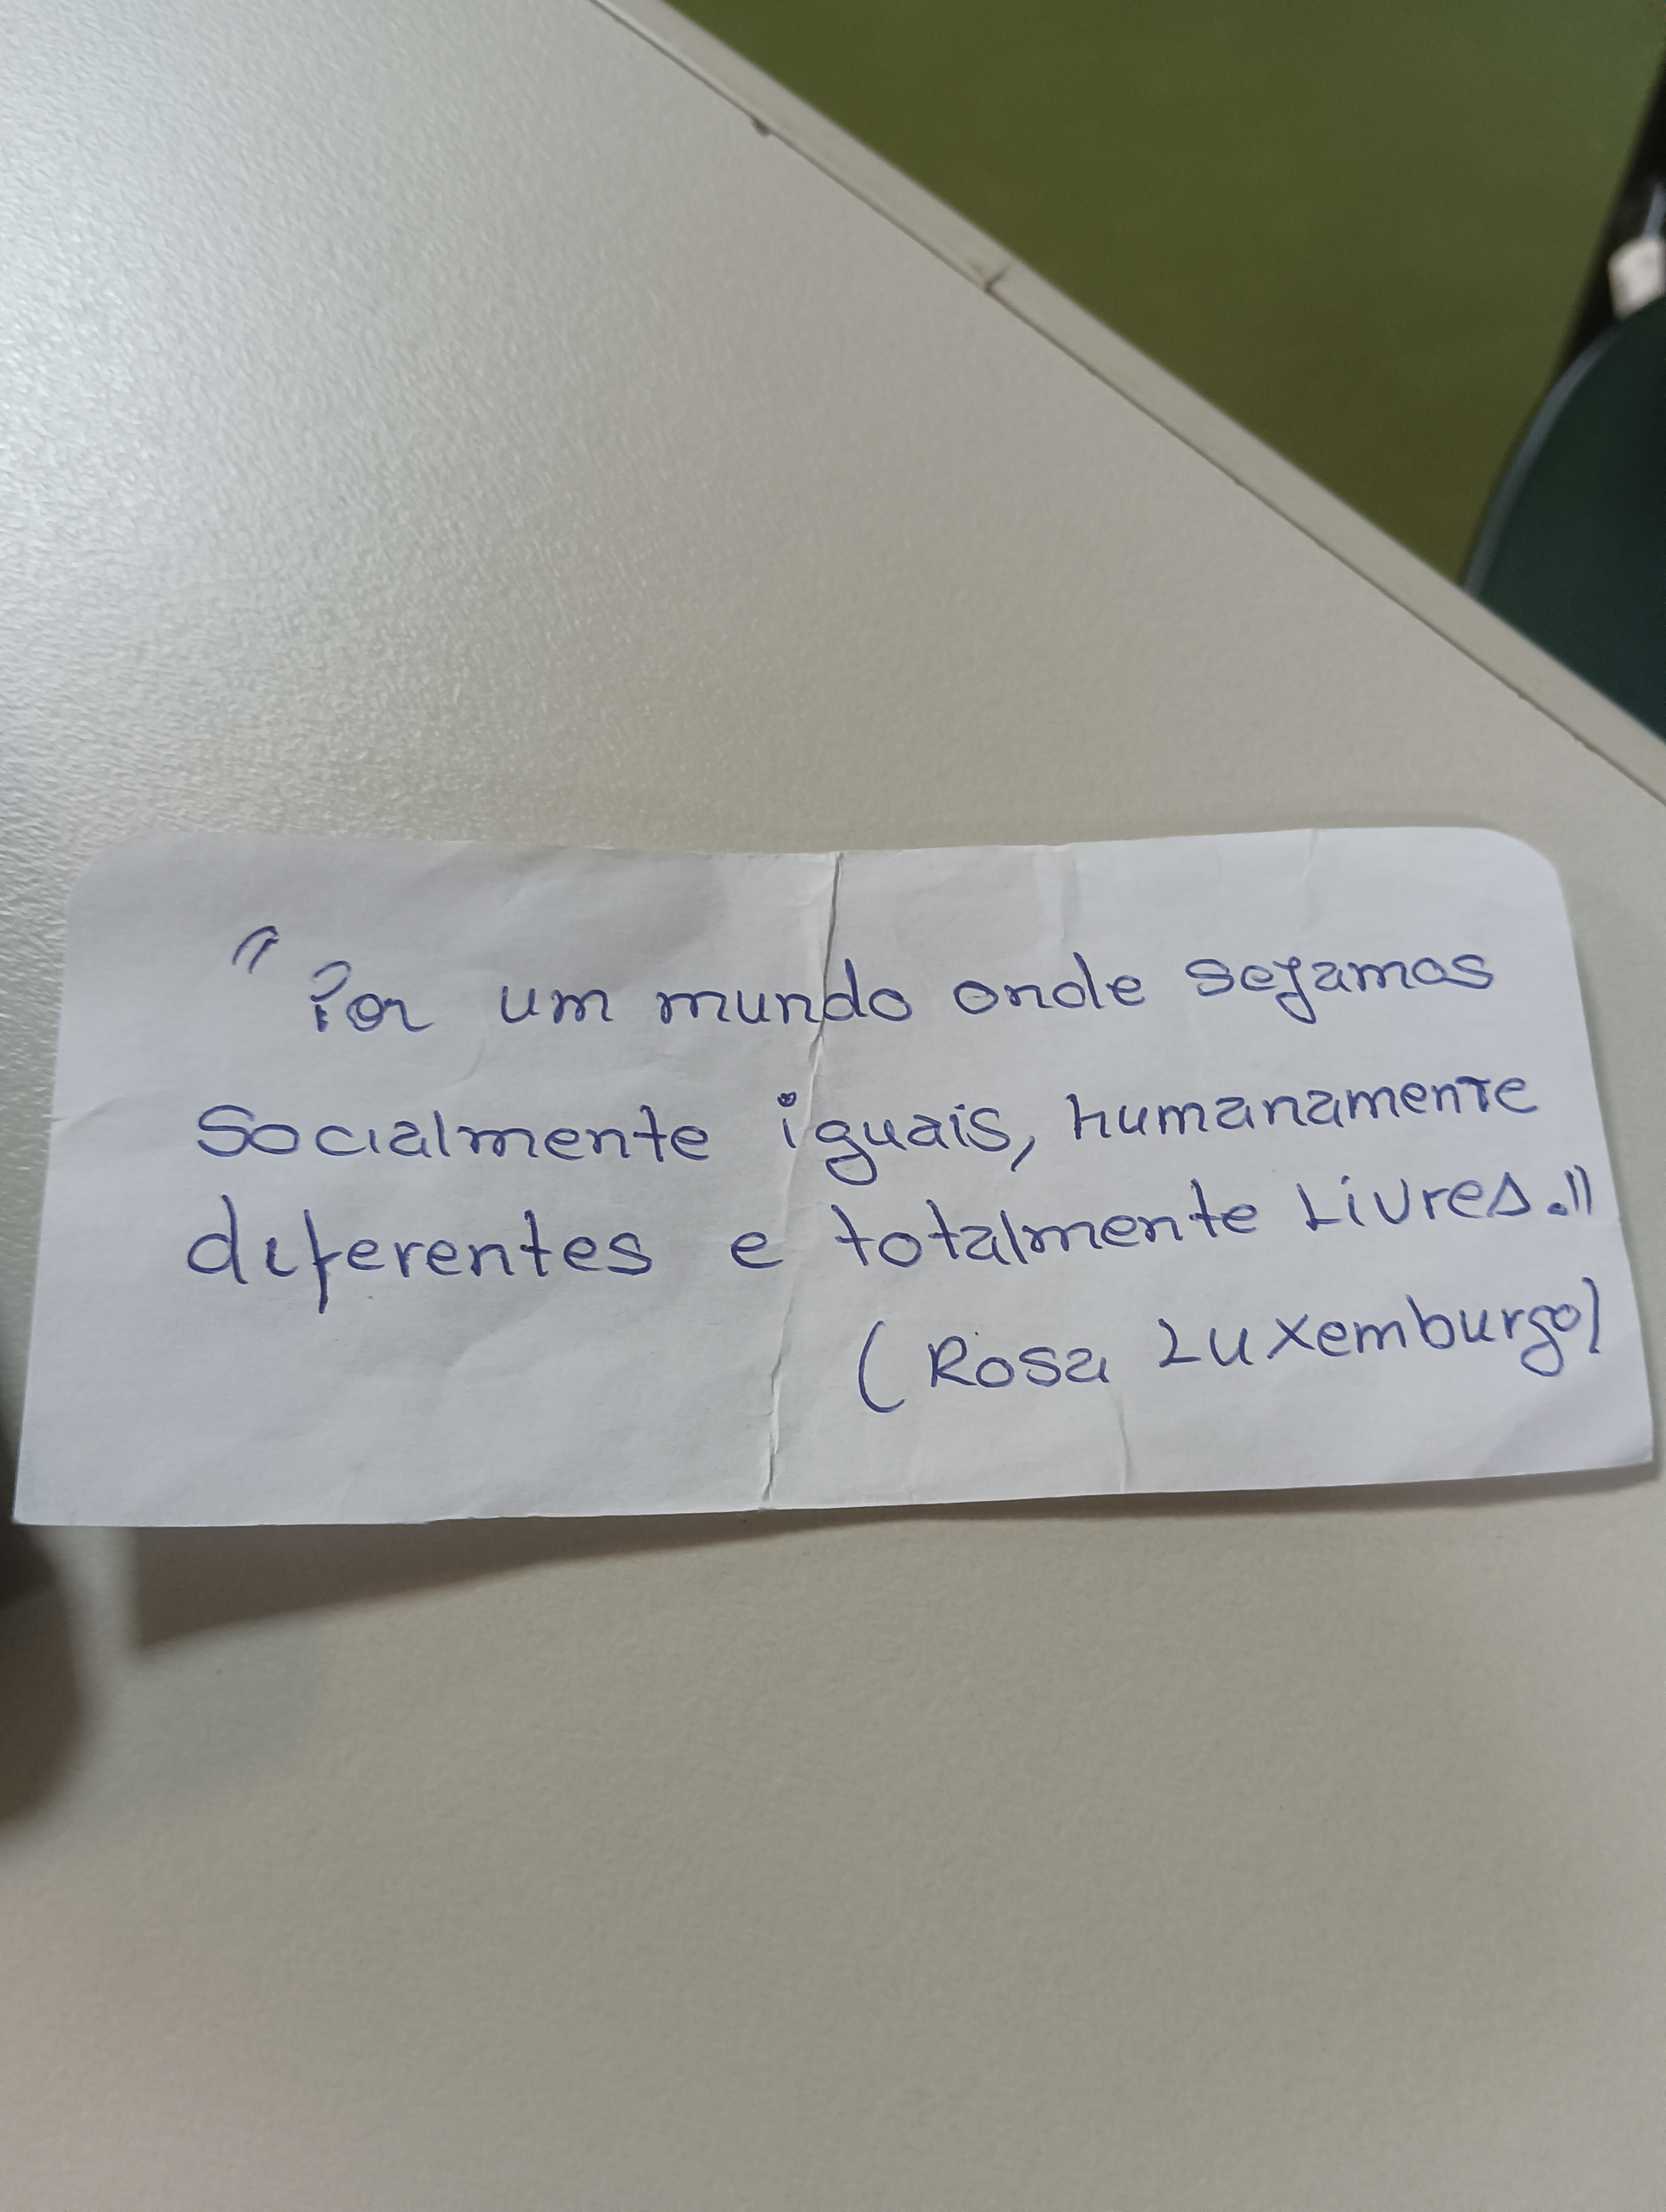 "Por um mundo onde sejamos
socialmente iguais, humanamente
diferentes e totalmente livres."
(Rosa Luxemburgo)